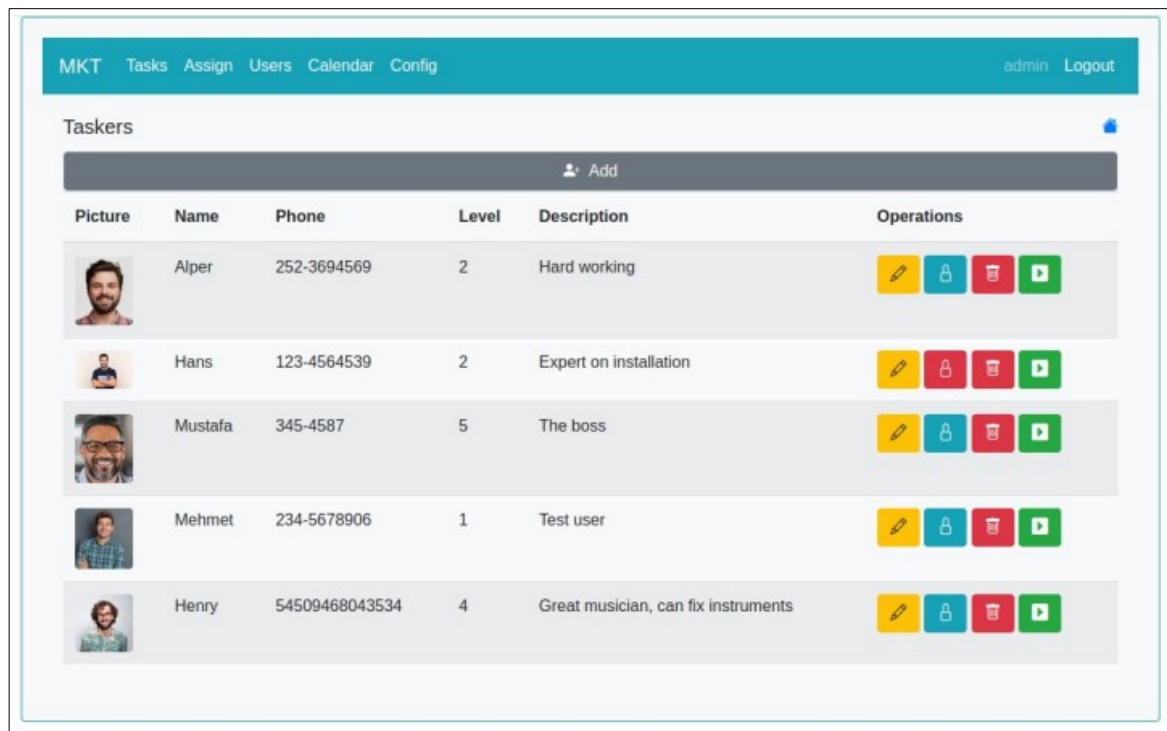 MKT Tasks Assign Users Calendar Config admin Logout
Taskers
Add
Picture Name Phone Level Description Operations
Alper 252-3694569 2 Hard working
Hans 123-4564539 2 Expert on installation
Mustafa 345-4587 5 The boss
Mehmet 234-5678906 1 Test user
Henry 54509468043534 4 Great musician, can fix instruments